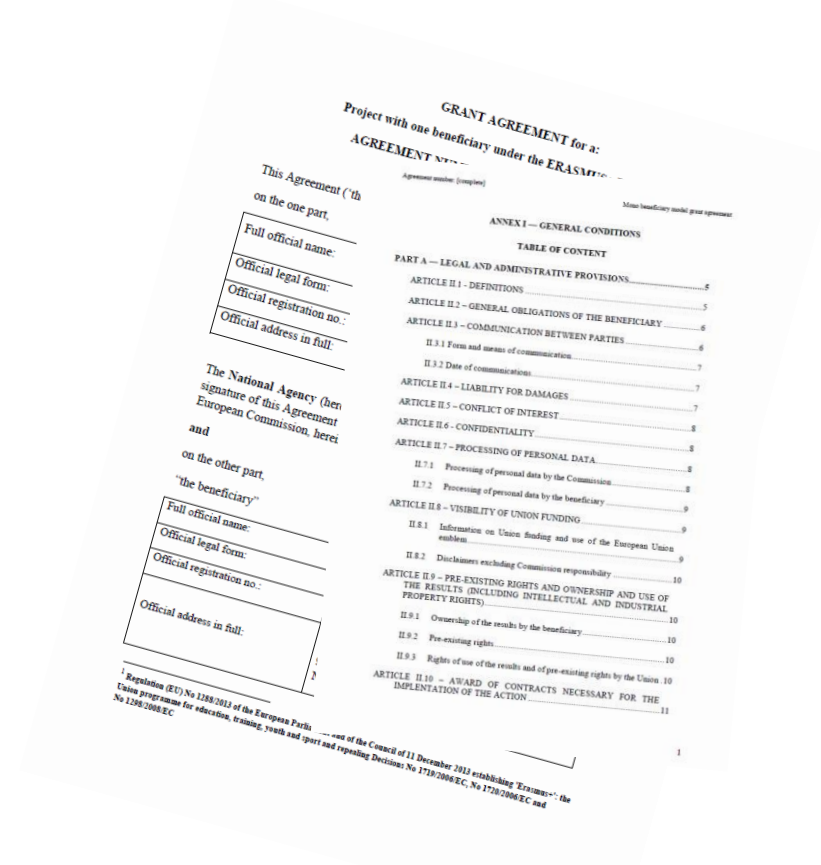 GRANT AGREEMENT for a:
Project with one beneficiary under the ERASMUS+
AGREEMENT
This Agreement ('th
on the one part,
Full official name:
Official legal form:
Official registration no.:
Official address in full:
The National Agency (her
signature of this Agreement
European Commission, herei
and
on the other part,
"the beneficiary"
Full official name:
Official legal form:
Official registration no.:
Official address in full:
1 Regulation (EU) No 1288/2013 of the European Parlia and of the Council of 11 December 2013 establishing 'Erasmus+': the
Union programme for education, training, youth and sport and repealing Decisions No 1719/2006/EC, No 1720/2006/EC and
No 1298/2008/EC
Agreement number: [complete]
Mono beneficiary model grant agreement
ANNEX I — GENERAL CONDITIONS
TABLE OF CONTENT
PART A — LEGAL AND ADMINISTRATIVE PROVISIONS..........5
ARTICLE II.1 - DEFINITIONS..........5
ARTICLE II.2 – GENERAL OBLIGATIONS OF THE BENEFICIARY..........6
ARTICLE II.3 – COMMUNICATION BETWEEN PARTIES..........6
II.3.1 Form and means of communication..........7
II.3.2 Date of communications..........7
ARTICLE II.4 – LIABILITY FOR DAMAGES..........7
ARTICLE II.5 – CONFLICT OF INTEREST..........8
ARTICLE II.6 - CONFIDENTIALITY..........8
ARTICLE II.7 – PROCESSING OF PERSONAL DATA..........8
II.7.1 Processing of personal data by the Commission..........8
II.7.2 Processing of personal data by the beneficiary..........9
ARTICLE II.8 – VISIBILITY OF UNION FUNDING..........9
II.8.1 Information on Union funding and use of the European Union
emblem..........9
II.8.2 Disclaimers excluding Commission responsibility..........10
ARTICLE II.9 – PRE-EXISTING RIGHTS AND OWNERSHIP AND USE OF
THE RESULTS (INCLUDING INTELLECTUAL AND INDUSTRIAL
PROPERTY RIGHTS)..........10
II.9.1 Ownership of the results by the beneficiary..........10
II.9.2 Pre-existing rights..........10
II.9.3 Rights of use of the results and of pre-existing rights by the Union .10
ARTICLE II.10 – AWARD OF CONTRACTS NECESSARY FOR THE
IMPLENTATION OF THE ACTION..........11
1